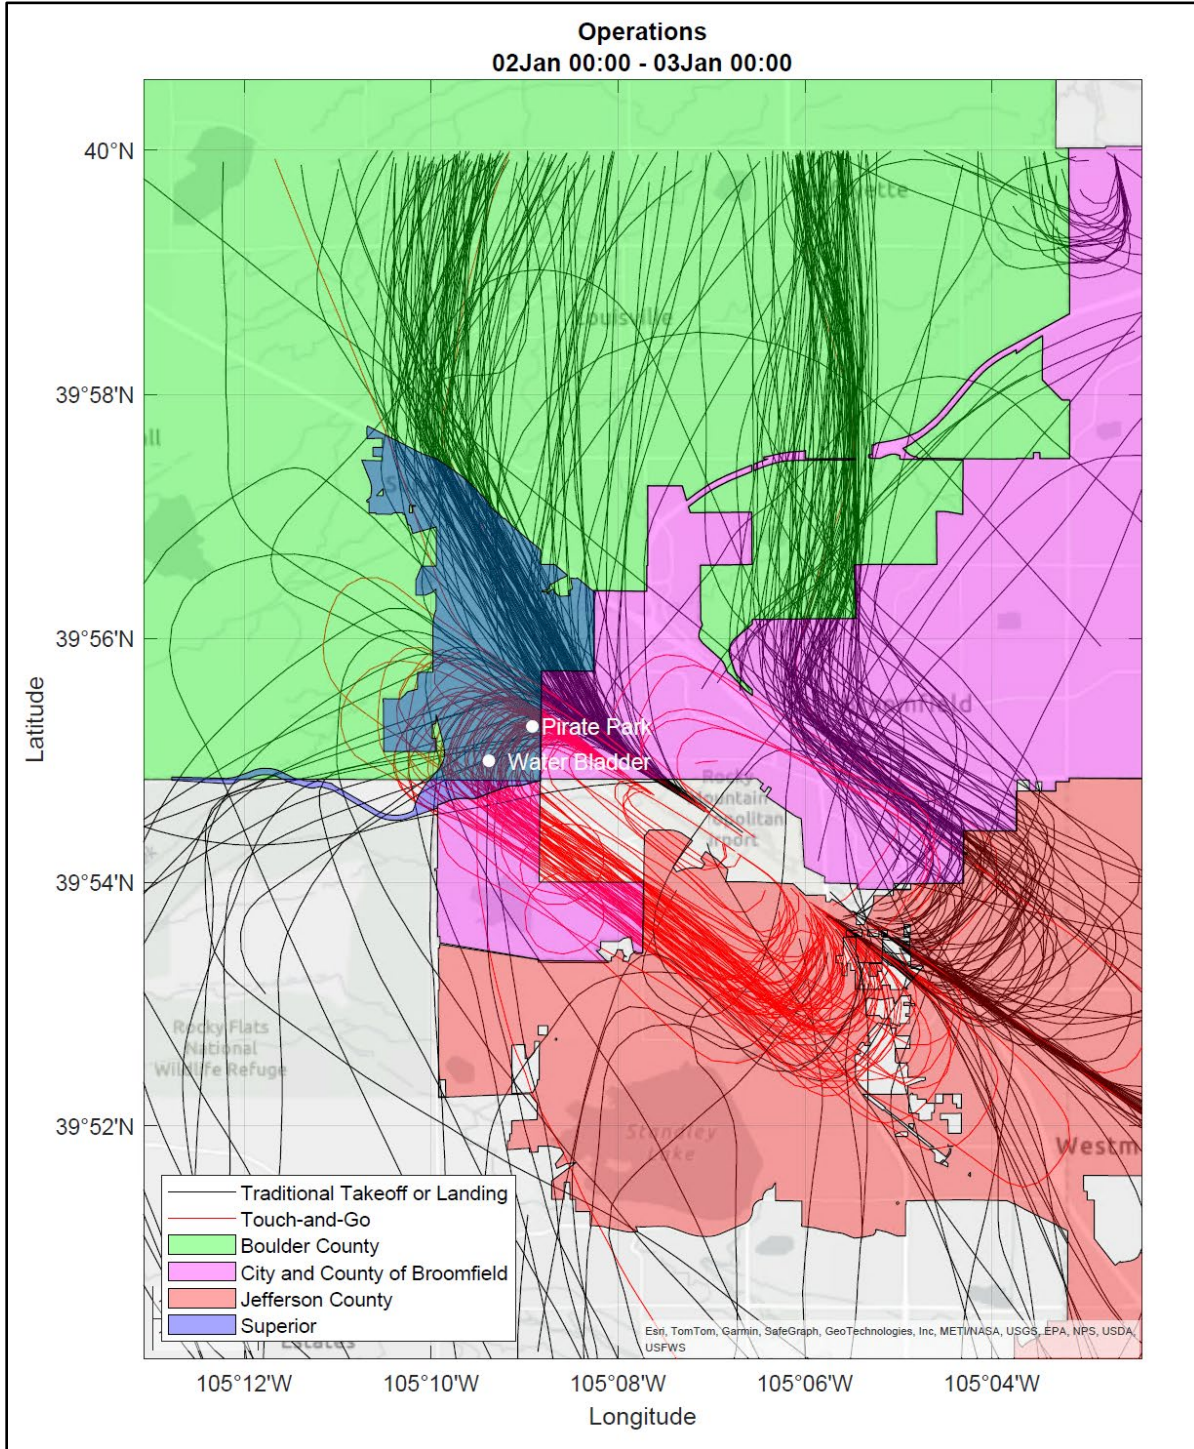 Operations
02Jan 00:00 - 03Jan 00:00
40°N
39°58'N
39°56'N
39°54'N
39°52'N
Latitude
Louisville
Pirate Park
Water Bladder
Rocky
Rocky Flats
National
Wildlife Refuge
Standley
Lake
Westm
Traditional Takeoff or Landing
Touch-and-Go
Boulder County
City and County of Broomfield
Jefferson County
Superior
Estates
Esri, TomTom, Garmin, SafeGraph, GeoTechnologies, Inc, METI/NASA, USGS, EPA, NPS, USDA,
USFWS
105°12'W
105°10'W
105°08'W
105°06'W
105°04'W
Longitude